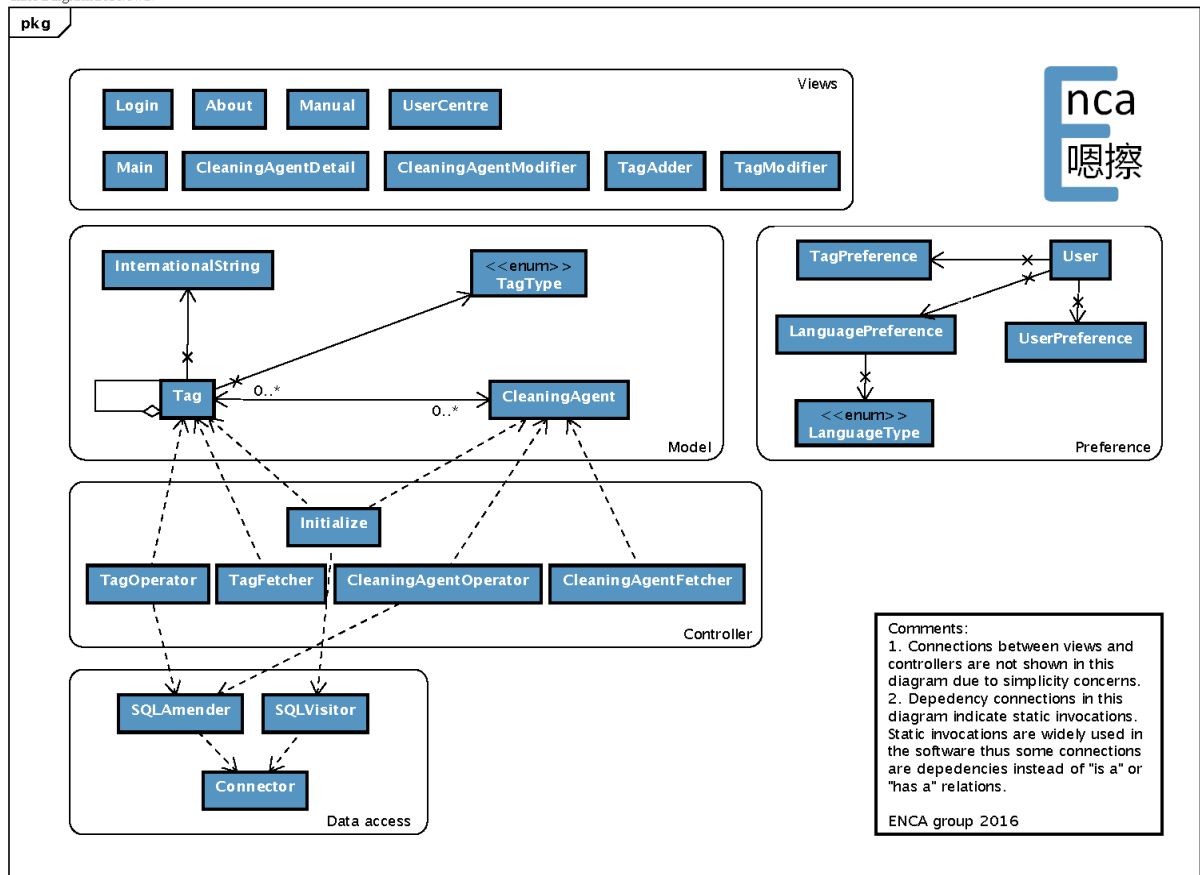 pkg
Views
Login
About
Manual
UserCentre
Main
CleaningAgentDetail
CleaningAgentModifier
TagAdder
TagModifier
nca
嗯擦
InternationalString
<<enum>>
TagType
Tag
0..*
0..*
CleaningAgent
Model
TagPreference
User
LanguagePreference
UserPreference
<<enum>>
LanguageType
Preference
Initialize
TagOperator
TagFetcher
CleaningAgentOperator
CleaningAgentFetcher
Controller
SQLAmender
SQLVisitor
Connector
Data access
Comments:
1. Connections between views and
controllers are not shown in this
diagram due to simplicity concerns.
2. Depedency connections in this
diagram indicate static invocations.
Static invocations are widely used in
the software thus some connections
are depedencies instead of "is a" or
"has a" relations.
ENCA group 2016